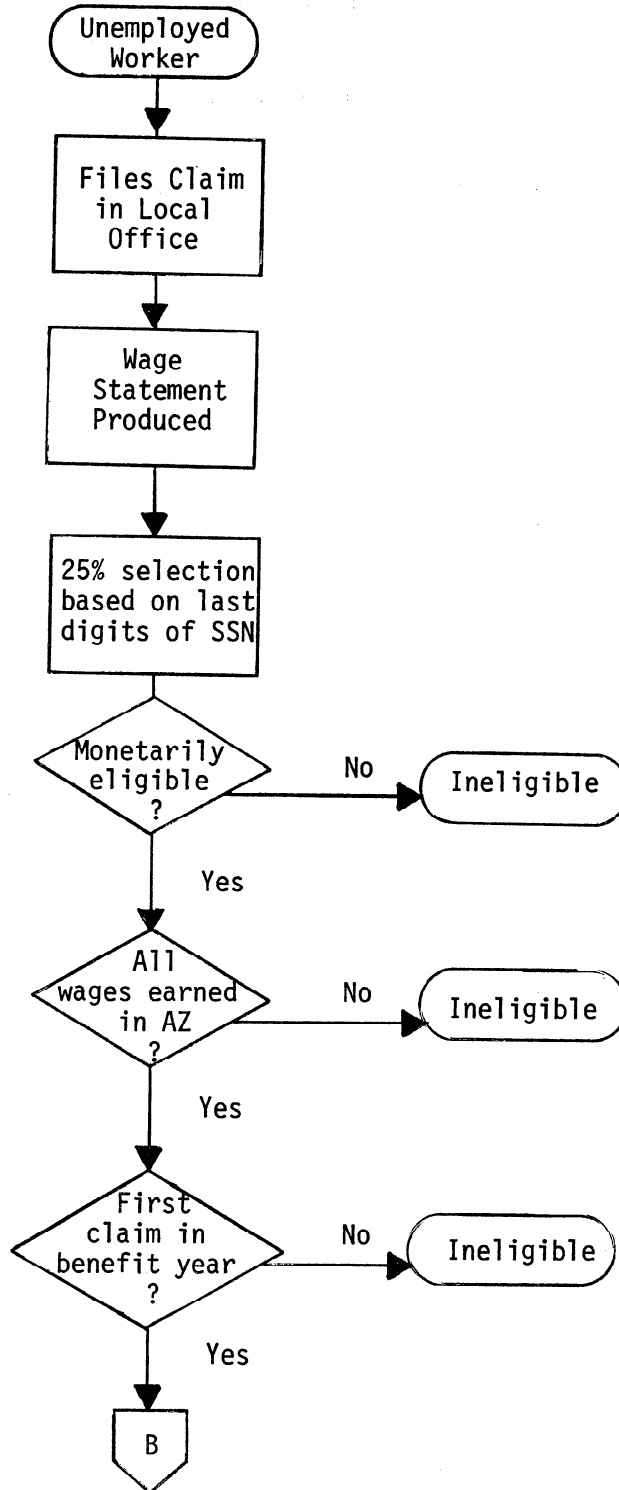 Unemployed
Worker
Files Claim
in Local
Office
Wage
Statement
Produced
25% selection
based on last
digits of SSN
Monetarily
eligible
?
No
Ineligible
Yes
All
wages earned
in AZ
?
No
Ineligible
Yes
First
claim in
benefit year
?
No
Ineligible
Yes
B